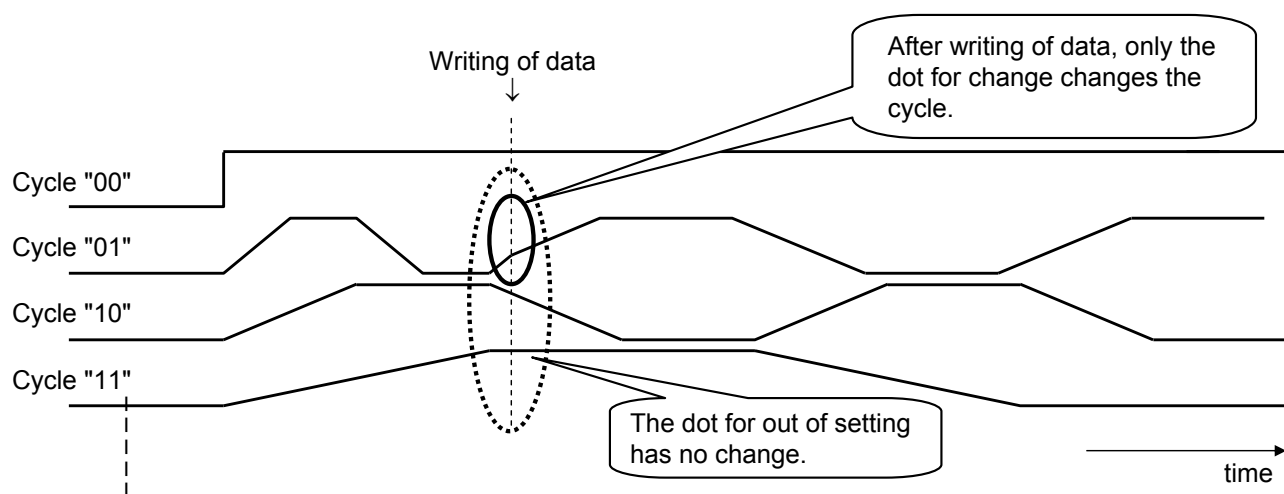 After writing of data, only the
dot for change changes the
cycle.
Writing of data
↓
Cycle "00"
Cycle "01"
Cycle "10"
Cycle "11"
The dot for out of setting
has no change.
time